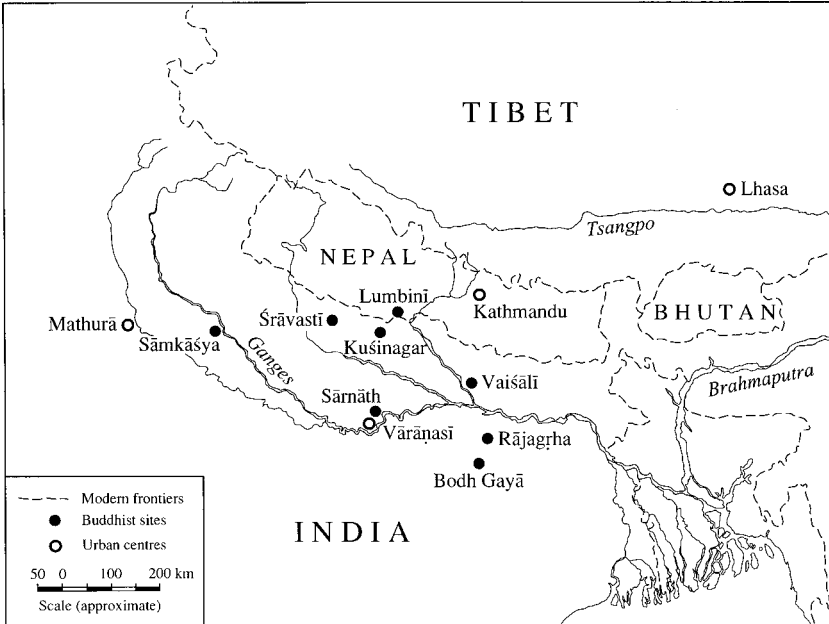 TIBET
Lhasa
Tsangpo
NEPAL
Lumbinī
Kathmandu
BHUTAN
Mathurā
Śrāvastī
Sāmkāśya
Kuśinagar
Ganges
Vaiśālī
Brahmaputra
Sārnāth
Vārāṇasī
Rājagṛha
Bodh Gayā
INDIA
Modern frontiers
Buddhist sites
Urban centres
50 0 100 200 km
Scale (approximate)